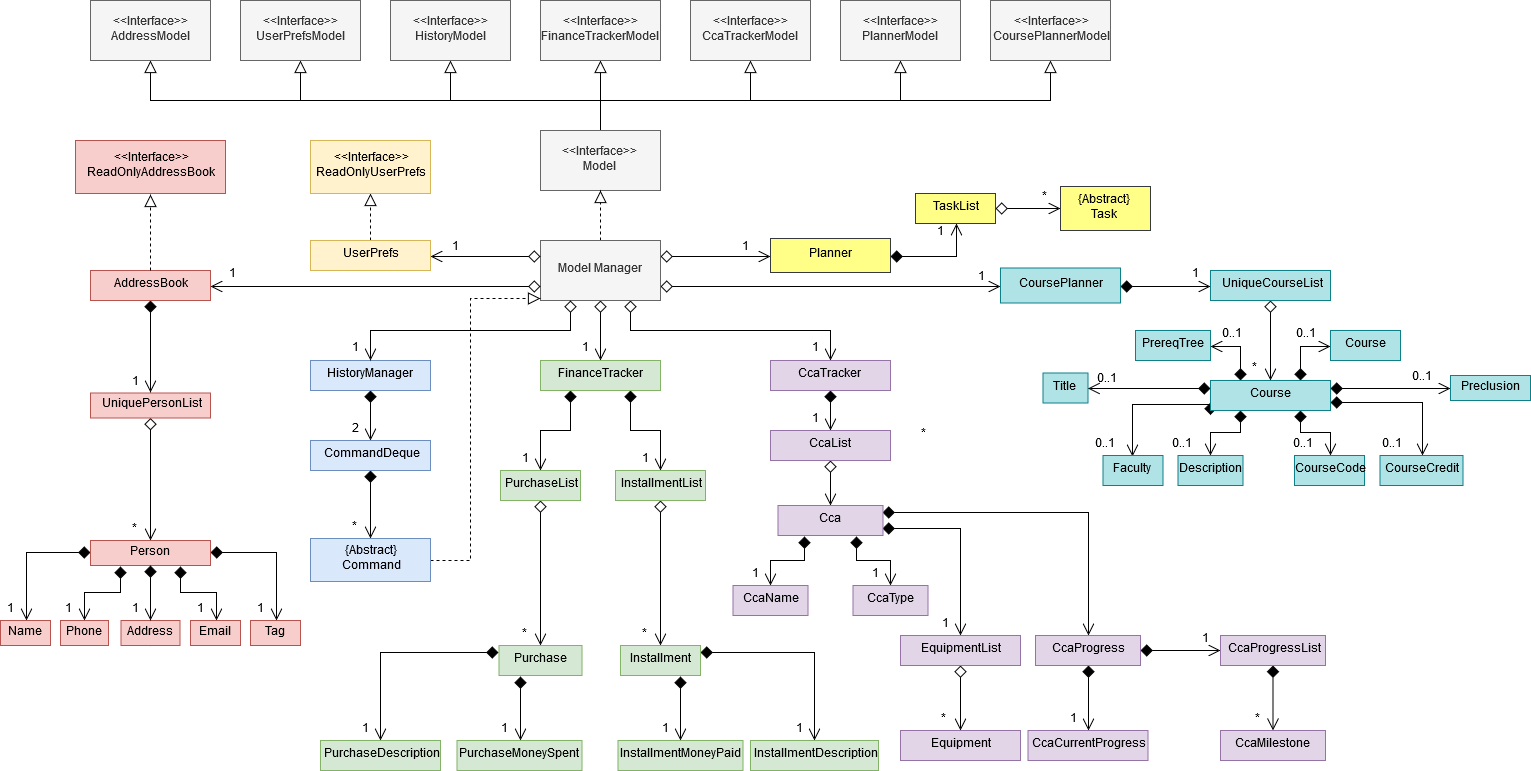 <<Interface>>
AddressModel
<<Interface>>
UserPrefsModel
<<Interface>>
HistoryModel
<<Interface>>
FinanceTrackerModel
<<Interface>>
CcaTrackerModel
<<Interface>>
PlannerModel
<<Interface>>
CoursePlannerModel
<<Interface>>
ReadOnlyAddressBook
<<Interface>>
ReadOnlyUserPrefs
<<Interface>>
Model
TaskList
*
{Abstract}
Task
1
UserPrefs
1
Model Manager
1
Planner
AddressBook
1
1
CoursePlanner
1
UniqueCourseList
PrereqTree
0..1
0..1
Course
*
Title
0..1
Course
0..1
Preclusion
0..1
Faculty
0..1
Description
0..1
CourseCode
0..1
CourseCredit
1
HistoryManager
1
FinanceTracker
1
CcaTracker
1
UniquePersonList
2
CommandDeque
1
CcaList
*
1
PurchaseList
1
InstallmentList
*
{Abstract}
Command
Cca
*
Person
1
Name
1
Phone
1
Address
1
Email
1
Tag
1
CcaName
1
CcaType
*
Purchase
*
Installment
1
EquipmentList
CcaProgress
1
CcaProgressList
1
PurchaseDescription
1
PurchaseMoneySpent
1
InstallmentMoneyPaid
1
InstallmentDescription
*
Equipment
1
CcaCurrentProgress
*
CcaMilestone